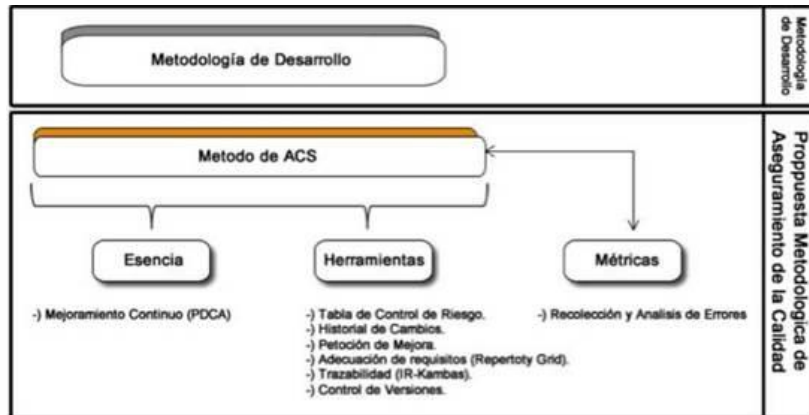 Metodología de Desarrollo
Metodología
de Desarrollo
Metodo de ACS
Esencia
-) Mejoramiento Continuo (PDCA)
Herramientas
-) Tabla de Control de Riesgo.
-) Historial de Cambios.
-) Petoción de Mejora.
-) Adecuación de requisitos (Repertoty Grid).
-) Trazabilidad (IR-Kambas).
-) Control de Versiones.
Métricas
-) Recolección y Analisis de Errores
Proppuesta Metodologica de
Aseguramiento de la Calidad